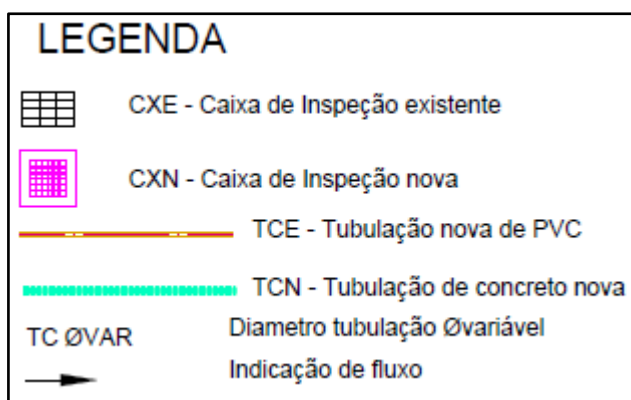 LEGENDA
CXE - Caixa de Inspeção existente
CXN - Caixa de Inspeção nova
TCE - Tubulação nova de PVC
TCN - Tubulação de concreto nova
TC ØVAR Diametro tubulação Øvariável
Indicação de fluxo